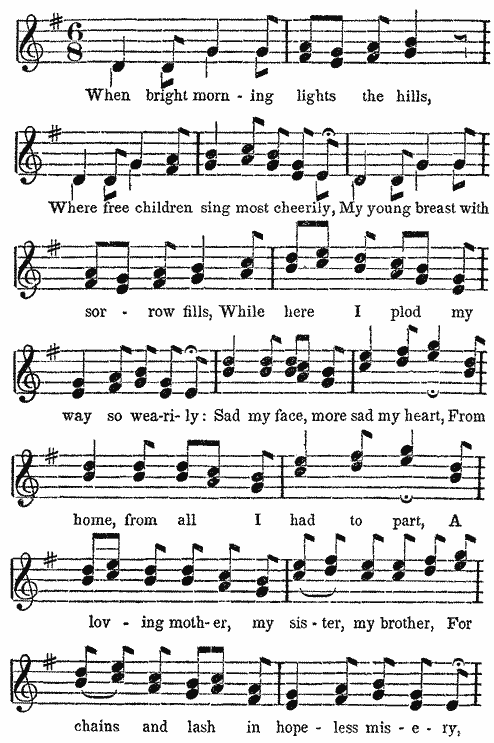 6
8
When bright morn - ing lights the hills,
Where free children sing most cheerily, My young breast with
sor - row fills, While here I plod my
way so wea-ri-ly: Sad my face, more sad my heart, From
home, from all I had to part, A
lov - ing moth-er, my sis-ter, my brother, For
chains and lash in hope - less mis - e - ry,